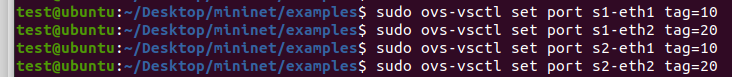 test@ubuntu:~/Desktop/mininet/examples$ sudo ovs-vsctl set port s1-eth1 tag=10
test@ubuntu:~/Desktop/mininet/examples$ sudo ovs-vsctl set port s1-eth2 tag=20
test@ubuntu:~/Desktop/mininet/examples$ sudo ovs-vsctl set port s2-eth1 tag=10
test@ubuntu:~/Desktop/mininet/examples$ sudo ovs-vsctl set port s2-eth2 tag=20